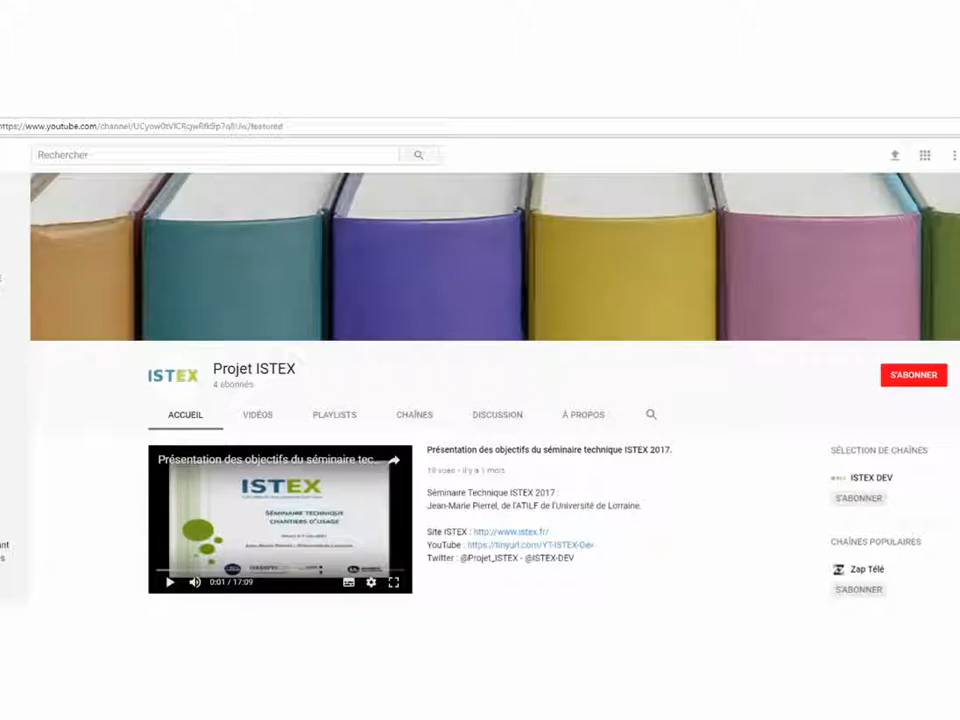 Rechercher
ISTEX
Projet ISTEX
4 abonnés
S'ABONNER
ACCUEIL
VIDÉOS
PLAYLISTS
CHAÎNES
DISCUSSION
À PROPOS
Présentation des objectifs du séminaire tec...
ISTEX
SÉMINAIRE TECHNIQUE
CHANTIERS D'USAGE
0:01 / 17:09
Présentation des objectifs du séminaire technique ISTEX 2017.
19 vues - il y a 1 mois
Séminaire Technique ISTEX 2017 :
Jean-Marie Pierrel, de l'ATILF de l'Université de Lorraine.
Site ISTEX : http://www.istex.fr/
YouTube : https://tinyurl.com/YT-ISTEX-Dev
Twitter : @Projet_ISTEX - @ISTEX-DEV
SÉLECTION DE CHAÎNES
ISTEX DEV
S'ABONNER
CHAÎNES POPULAIRES
Zap Télé
S'ABONNER